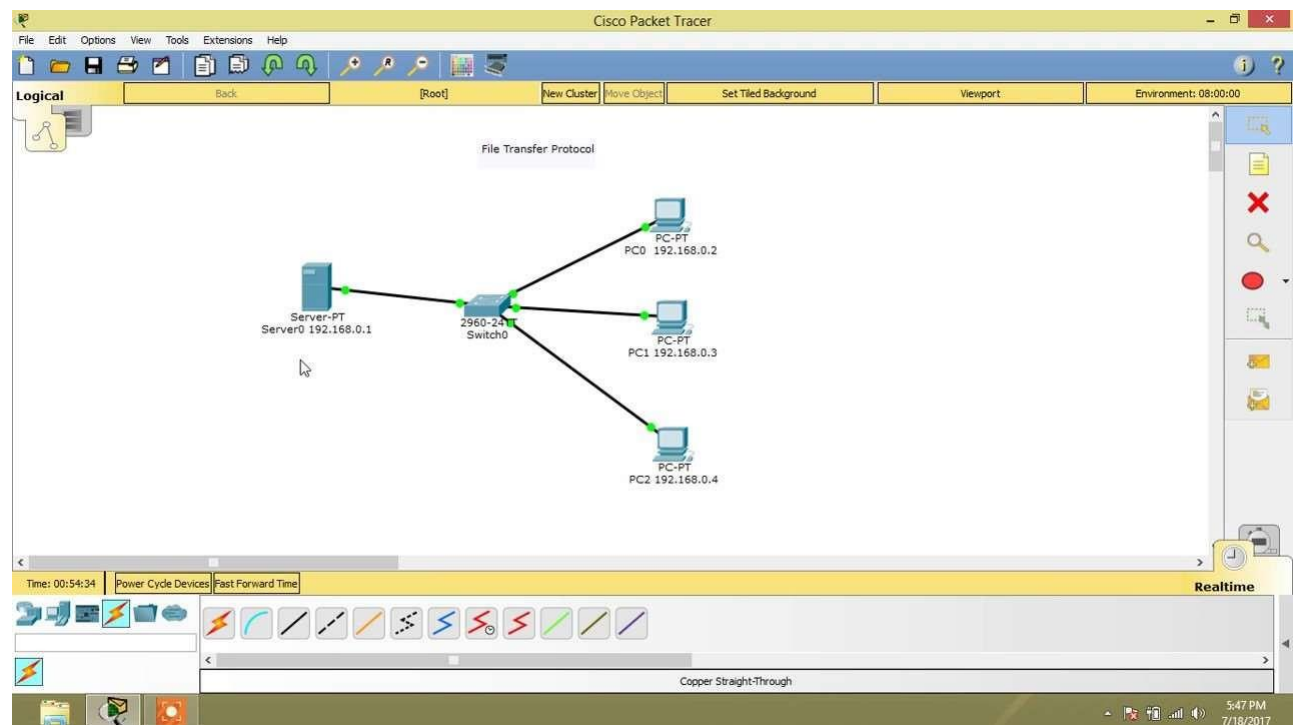 Cisco Packet Tracer
File Edit Options View Tools Extensions Help
Logical
Back
[Root]
New Cluster
Move Object
Set Tiled Background
Viewport
Environment: 08:00:00
File Transfer Protocol
PC-PT
PC0 192.168.0.2
Server-PT
Server0 192.168.0.1
Switch0
PC-PT
PC1 192.168.0.3
PC-PT
PC2 192.168.0.4
Time: 00:54:34
Power Cycle Devices
Fast Forward Time
Realtime
Copper Straight-Through
5:47 PM
7/18/2017